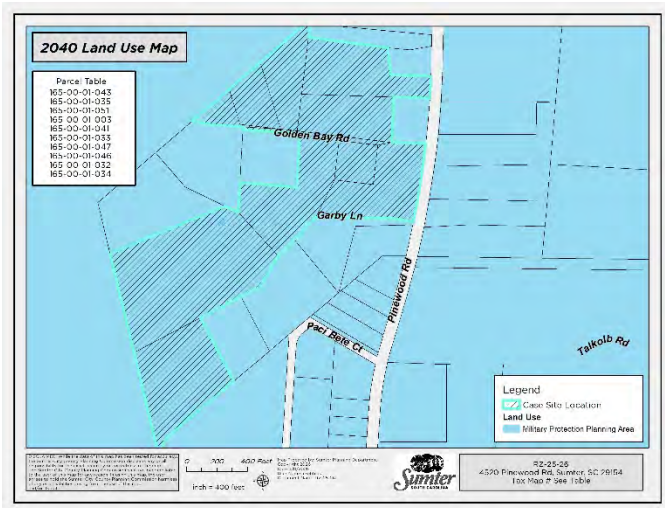 2040 Land Use Map
Parcel Table
165-00-01-043
165-00-01-035
165-00-01-051
165-00-01-003
165-00-01-041
165-00-01-033
165-00-01-047
165-00-01-046
165-00-01-032
165-00-01-034
Golden Bay Rd
Garby Ln
Pinewood Rd
Paci Bele Ct
Talkolb Rd
Legend
Case Site Location
Land Use
Military Protection Planning Area
0 200 400 Feet
inch = 400 feet
Sumter
SOUTH CAROLINA
RZ-25-26
4520 Pinewood Rd, Sumter, SC 29154
Tax Map # See Table